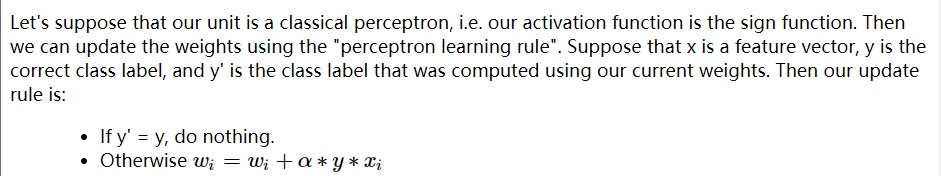 Let's suppose that our unit is a classical perceptron, i.e. our activation function is the sign function. Then
we can update the weights using the "perceptron learning rule". Suppose that x is a feature vector, y is the
correct class label, and y' is the class label that was computed using our current weights. Then our update
rule is:
• If y' = y, do nothing.
• Otherwise wᵢ = wᵢ + α * y * xᵢ